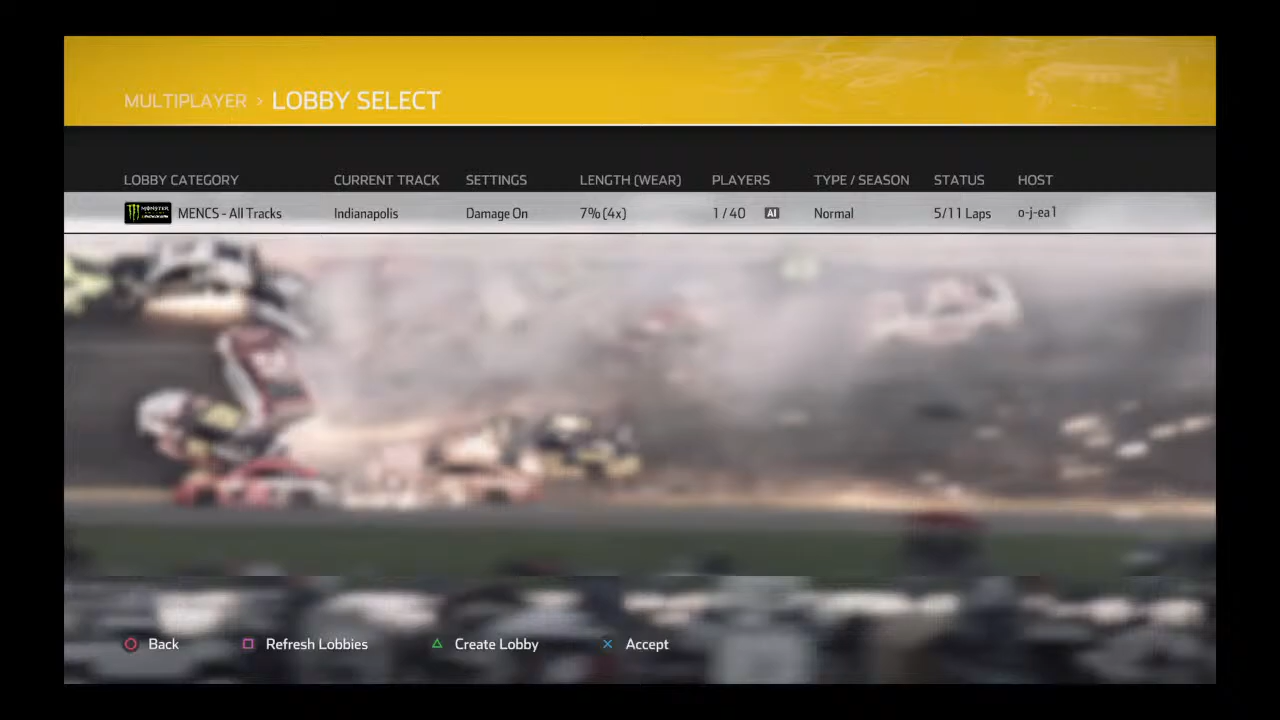 MULTIPLAYER > LOBBY SELECT
LOBBY CATEGORY CURRENT TRACK SETTINGS LENGTH (WEAR) PLAYERS TYPE / SEASON STATUS HOST
MONSTER MENCS - All Tracks Indianapolis Damage On 7% (4x) 1 / 40 AI Normal 5/11 Laps o-j-ea1
Back Refresh Lobbies Create Lobby Accept